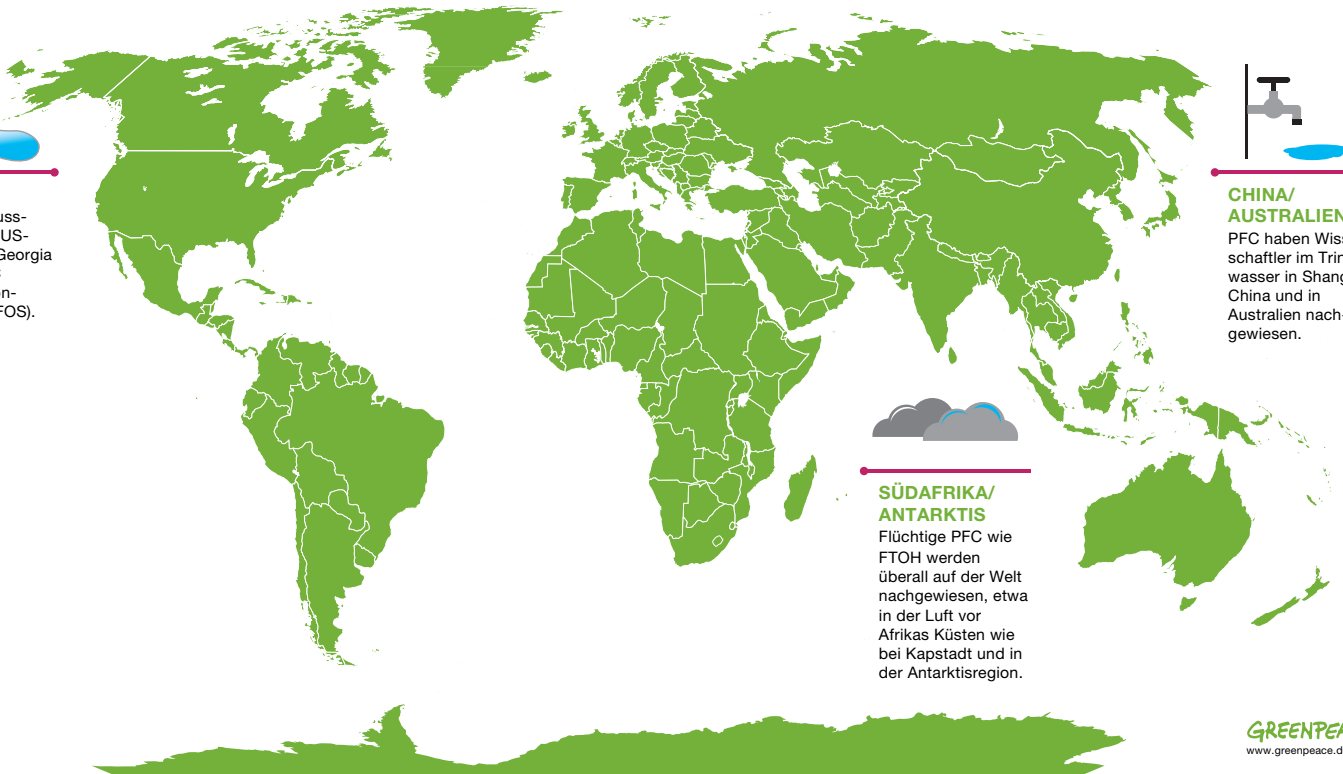 uss-
US-
Georgia
on-
FOS).
CHINA/
AUSTRALIEN
PFC haben Wiss
schaftler im Trin
wasser in Shang
China und in
Australien nach-
gewiesen.
SÜDAFRIKA/
ANTARKTIS
Flüchtige PFC wie
FTOH werden
überall auf der Welt
nachgewiesen, etwa
in der Luft vor
Afrikas Küsten wie
bei Kapstadt und in
der Antarktisregion.
GREENPEA
www.greenpeace.d